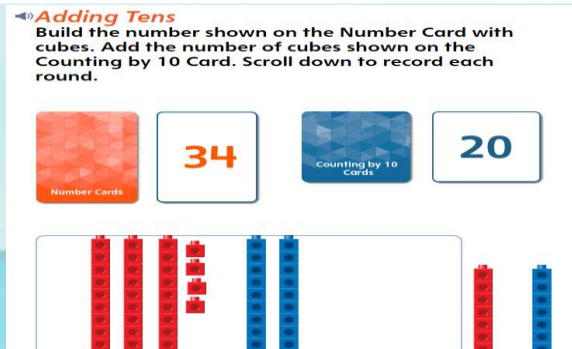 Adding Tens
Build the number shown on the Number Card with
cubes. Add the number of cubes shown on the
Counting by 10 Card. Scroll down to record each
round.
34
20
Counting by 10
Cards
Number Cards